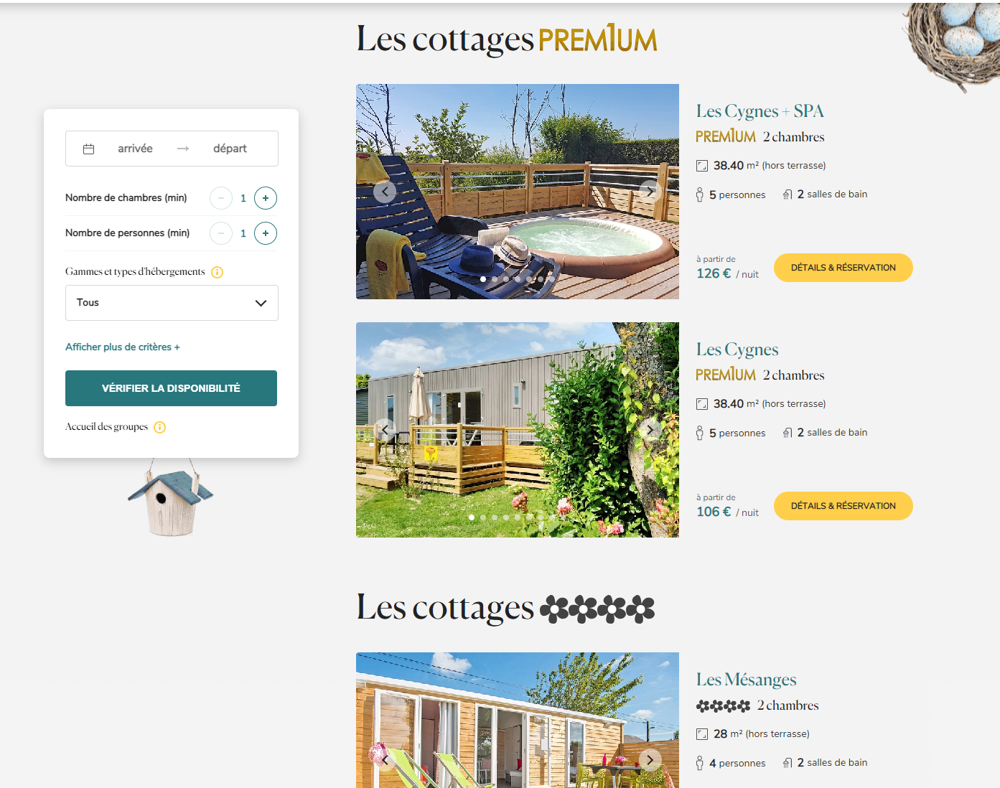 Les cottages PREM1UM
arrivée → départ
Nombre de chambres (min) − 1 +
Nombre de personnes (min) − 1 +
Gammes et types d'hébergements
Tous
Afficher plus de critères +
VÉRIFIER LA DISPONIBILITÉ
Accueil des groupes
Les Cygnes + SPA
PREM1UM 2 chambres
38.40 m² (hors terrasse)
5 personnes 2 salles de bain
à partir de
126 € / nuit
DÉTAILS & RÉSERVATION
Les Cygnes
PREM1UM 2 chambres
38.40 m² (hors terrasse)
5 personnes 2 salles de bain
à partir de
106 € / nuit
DÉTAILS & RÉSERVATION
Les cottages
Les Mésanges
2 chambres
28 m² (hors terrasse)
4 personnes 2 salles de bain